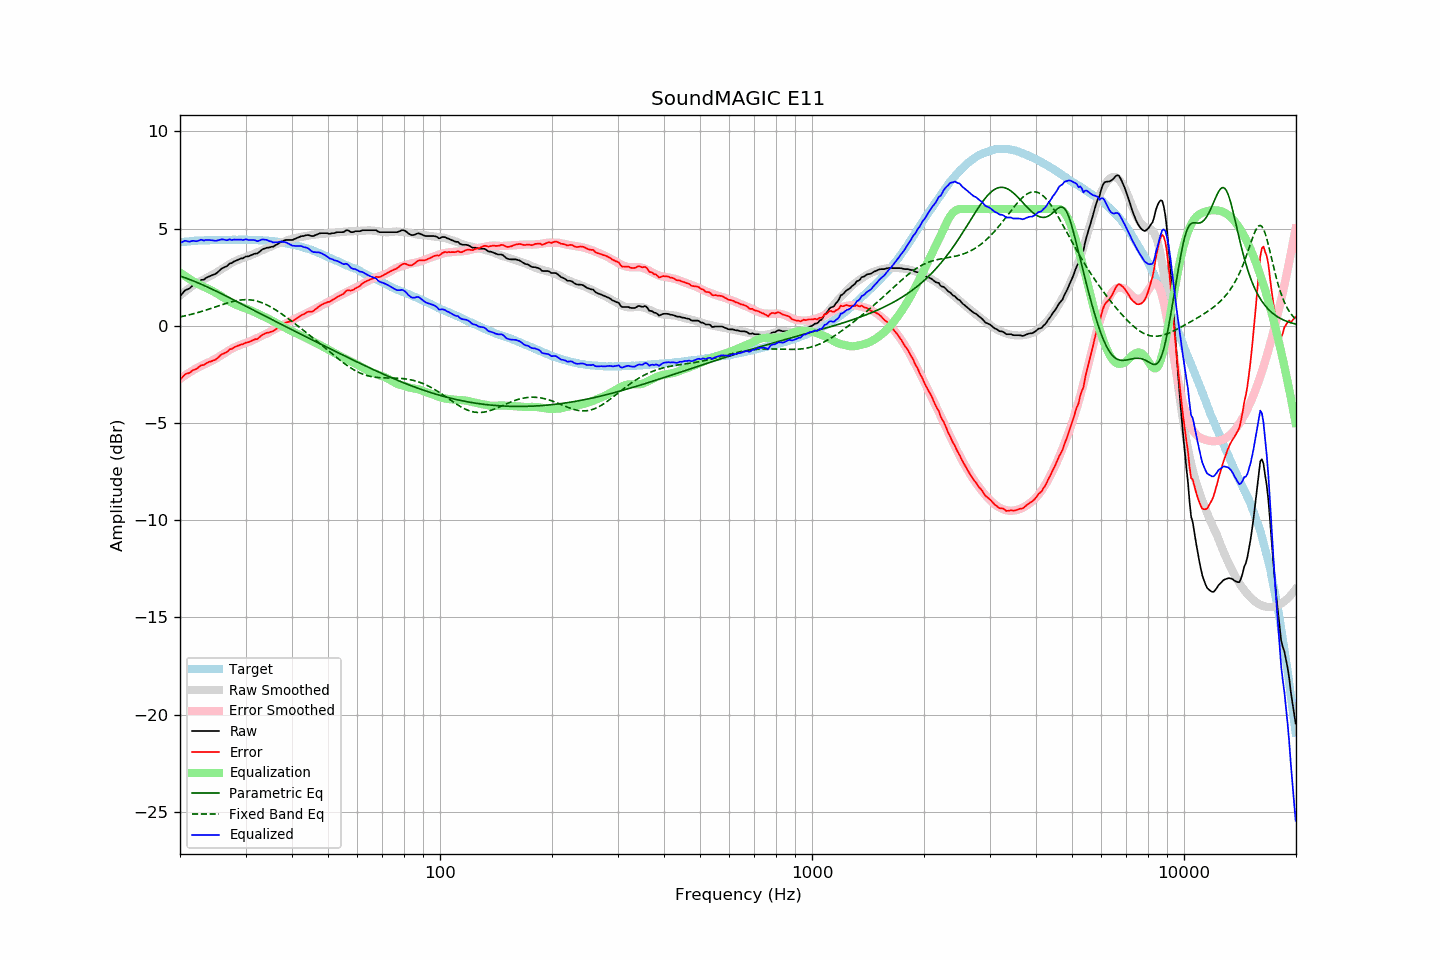 SoundMAGIC E11
Amplitude (dBr)
10
5
0
−5
−10
−15
−20
−25
Target
Raw Smoothed
Error Smoothed
Raw
Error
Equalization
Parametric Eq
Fixed Band Eq
Equalized
100
1000
10000
Frequency (Hz)